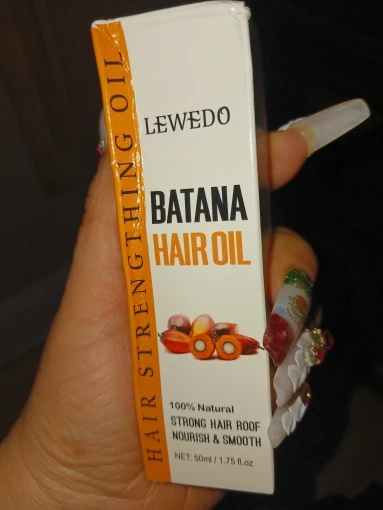 HAIR STRENGTHING OIL
LEWEDO
BATANA
HAIR OIL
100% Natural
STRONG HAIR ROOF
NOURISH & SMOOTH
NET: 50ml / 1.75 fl.oz